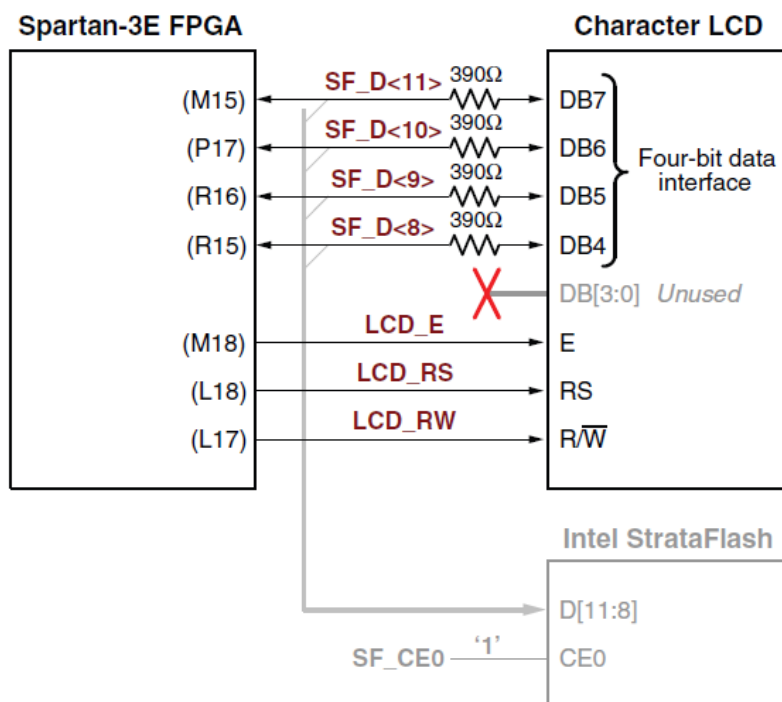 Spartan-3E FPGA Character LCD
(M15) SF_D<11> 390Ω DB7
(P17) SF_D<10> 390Ω DB6
(R16) SF_D<9> 390Ω DB5
(R15) SF_D<8> 390Ω DB4
Four-bit data
interface
DB[3:0] Unused
(M18) LCD_E E
(L18) LCD_RS RS
(L17) LCD_RW R/W̅
Intel StrataFlash
D[11:8]
SF_CE0 ‘1’ CE0